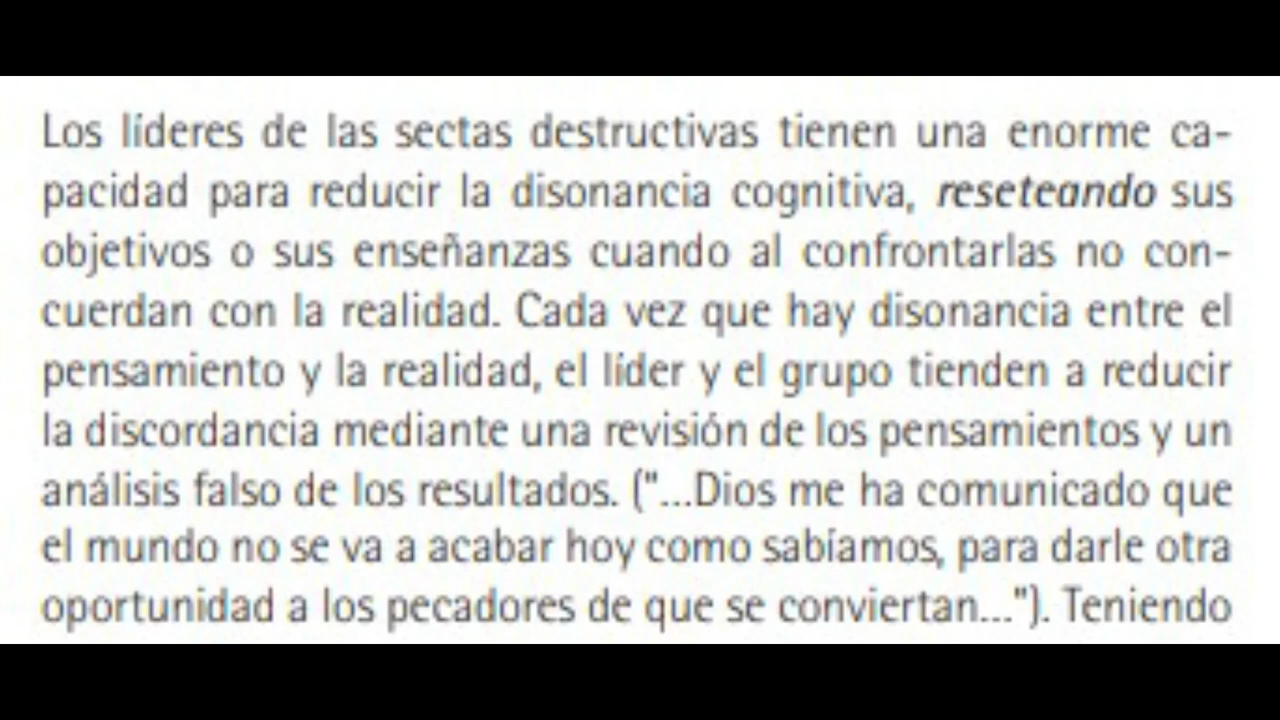 Los líderes de las sectas destructivas tienen una enorme ca-
pacidad para reducir la disonancia cognitiva, reseteando sus
objetivos o sus enseñanzas cuando al confrontarlas no con-
cuerdan con la realidad. Cada vez que hay disonancia entre el
pensamiento y la realidad, el líder y el grupo tienden a reducir
la discordancia mediante una revisión de los pensamientos y un
análisis falso de los resultados. ("...Dios me ha comunicado que
el mundo no se va a acabar hoy como sabíamos, para darle otra
oportunidad a los pecadores de que se conviertan..."). Teniendo